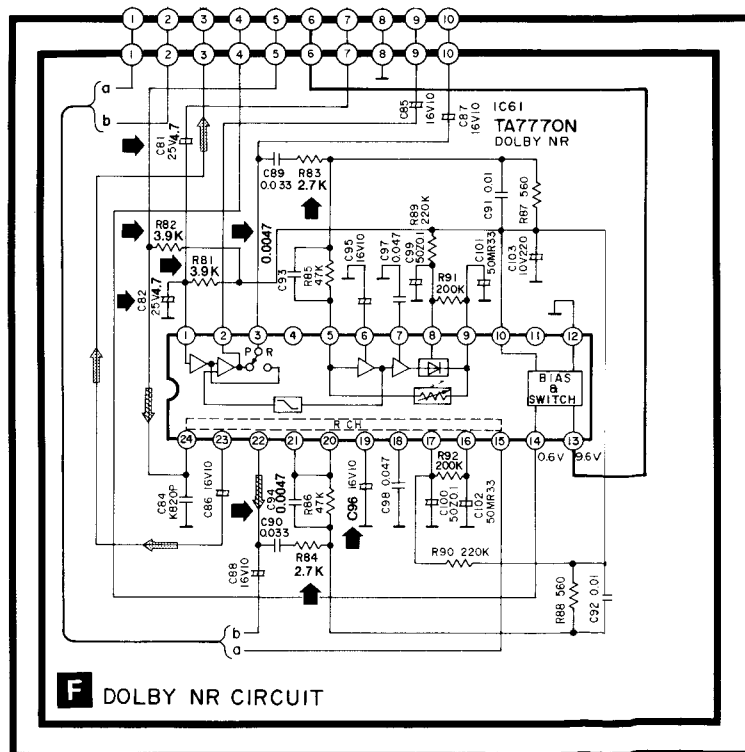 1 2 3 4 5 6 7 8 9 10
1 2 3 4 5 6 7 8 9 10
a
b
C81
25V4.7
C85
16V10
C87
16V10
IC61
TA7770N
DOLBY NR
C89
0.033
R83
2.7K
R82
3.9K
R81
3.9K
C82
25V4.7
0.0047
C93
R85
47K
C95
16V10
C97
0.047
C99
50Z0.1
R89
220K
R91
200K
C101
50MR33
C91 0.01
R87 560
C103
10V220
1 2 3 4 5 6 7 8 9 10 11 12
P R
BIAS
&
SWITCH
R CH
24 23 22 21 20 19 18 17 16 15 14 13
0.6V
9.6V
C84
K820P
C86 16V10
C94
0.0047
R86
47K
C90
0.033
R84
2.7K
C88
16V10
C96 16V10
C98 0.047
R92
200K
C100
50Z0.1
C102
50MR33
R90 220K
R88 560
C92 0.01
b
a
F DOLBY NR CIRCUIT